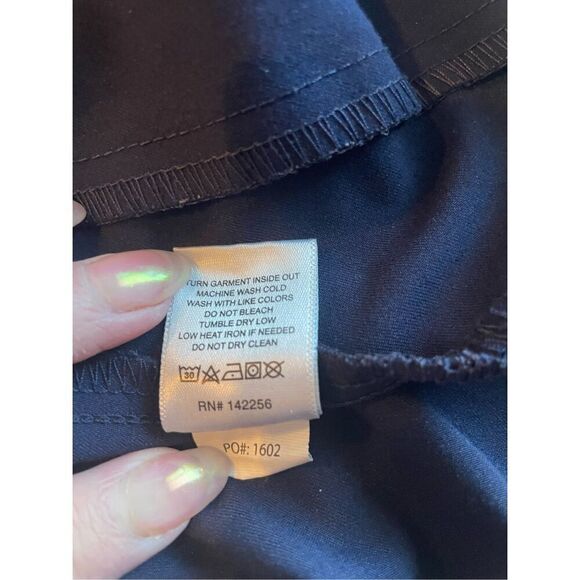 TURN GARMENT INSIDE OUT
MACHINE WASH COLD
WASH WITH LIKE COLORS
DO NOT BLEACH
TUMBLE DRY LOW
LOW HEAT IRON IF NEEDED
DO NOT DRY CLEAN
30
RN# 142256
PO#: 1602